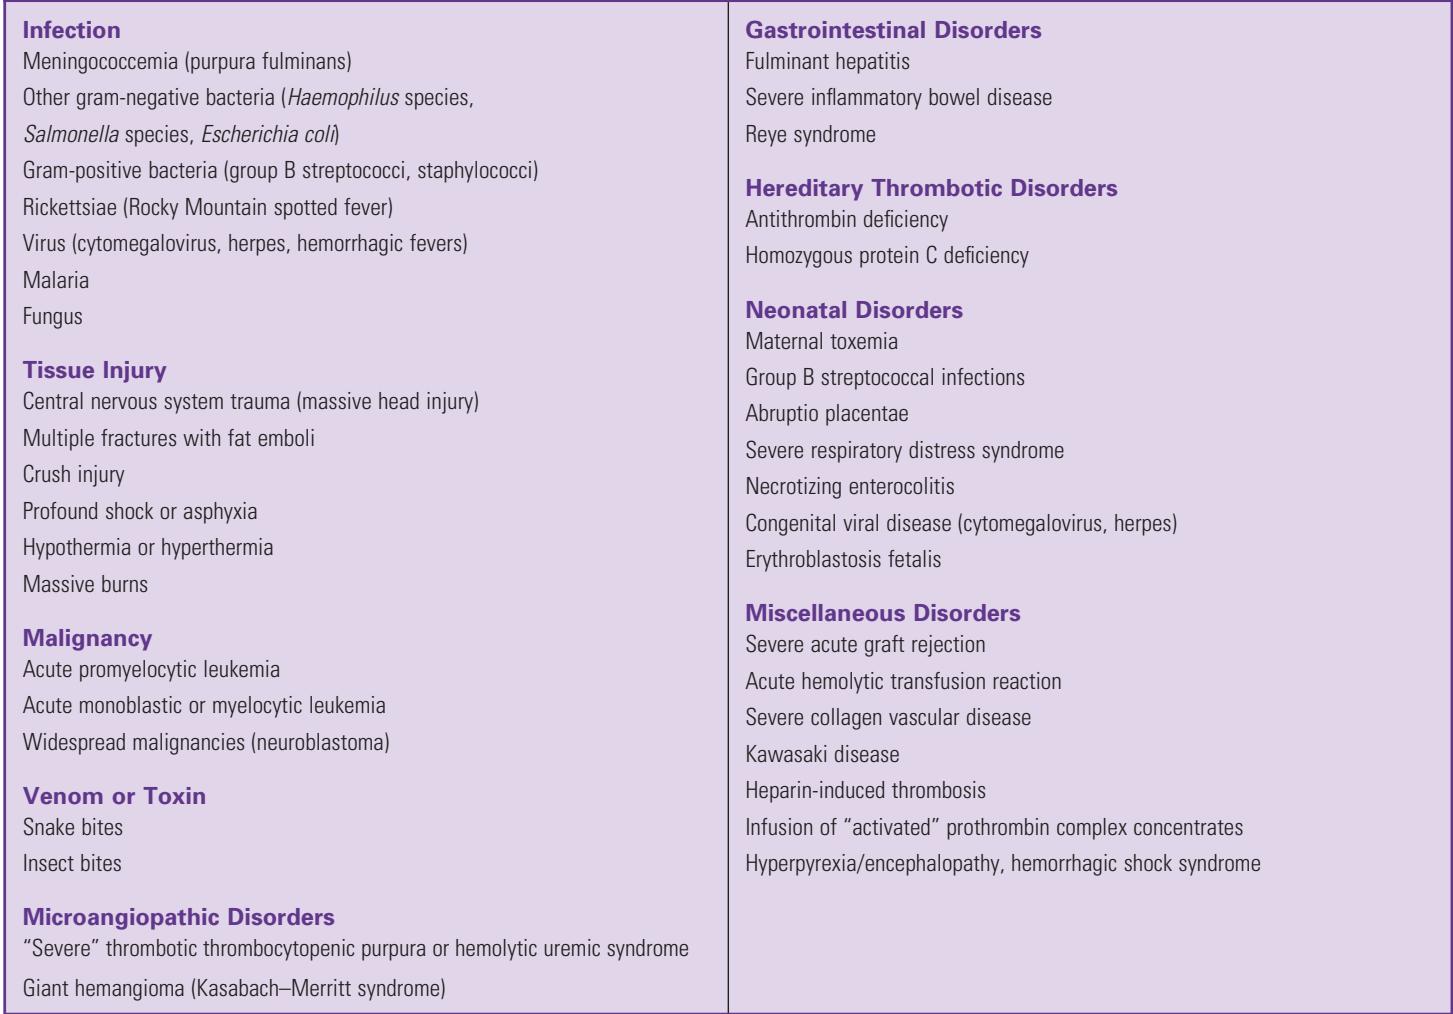 Infection
Meningococcemia (purpura fulminans)
Other gram-negative bacteria (Haemophilus species,
Salmonella species, Escherichia coli)
Gram-positive bacteria (group B streptococci, staphylococci)
Rickettsiae (Rocky Mountain spotted fever)
Virus (cytomegalovirus, herpes, hemorrhagic fevers)
Malaria
Fungus
Tissue Injury
Central nervous system trauma (massive head injury)
Multiple fractures with fat emboli
Crush injury
Profound shock or asphyxia
Hypothermia or hyperthermia
Massive burns
Malignancy
Acute promyelocytic leukemia
Acute monoblastic or myelocytic leukemia
Widespread malignancies (neuroblastoma)
Venom or Toxin
Snake bites
Insect bites
Microangiopathic Disorders
“Severe” thrombotic thrombocytopenic purpura or hemolytic uremic syndrome
Giant hemangioma (Kasabach–Merritt syndrome)
Gastrointestinal Disorders
Fulminant hepatitis
Severe inflammatory bowel disease
Reye syndrome
Hereditary Thrombotic Disorders
Antithrombin deficiency
Homozygous protein C deficiency
Neonatal Disorders
Maternal toxemia
Group B streptococcal infections
Abruptio placentae
Severe respiratory distress syndrome
Necrotizing enterocolitis
Congenital viral disease (cytomegalovirus, herpes)
Erythroblastosis fetalis
Miscellaneous Disorders
Severe acute graft rejection
Acute hemolytic transfusion reaction
Severe collagen vascular disease
Kawasaki disease
Heparin-induced thrombosis
Infusion of “activated” prothrombin complex concentrates
Hyperpyrexia/encephalopathy, hemorrhagic shock syndrome